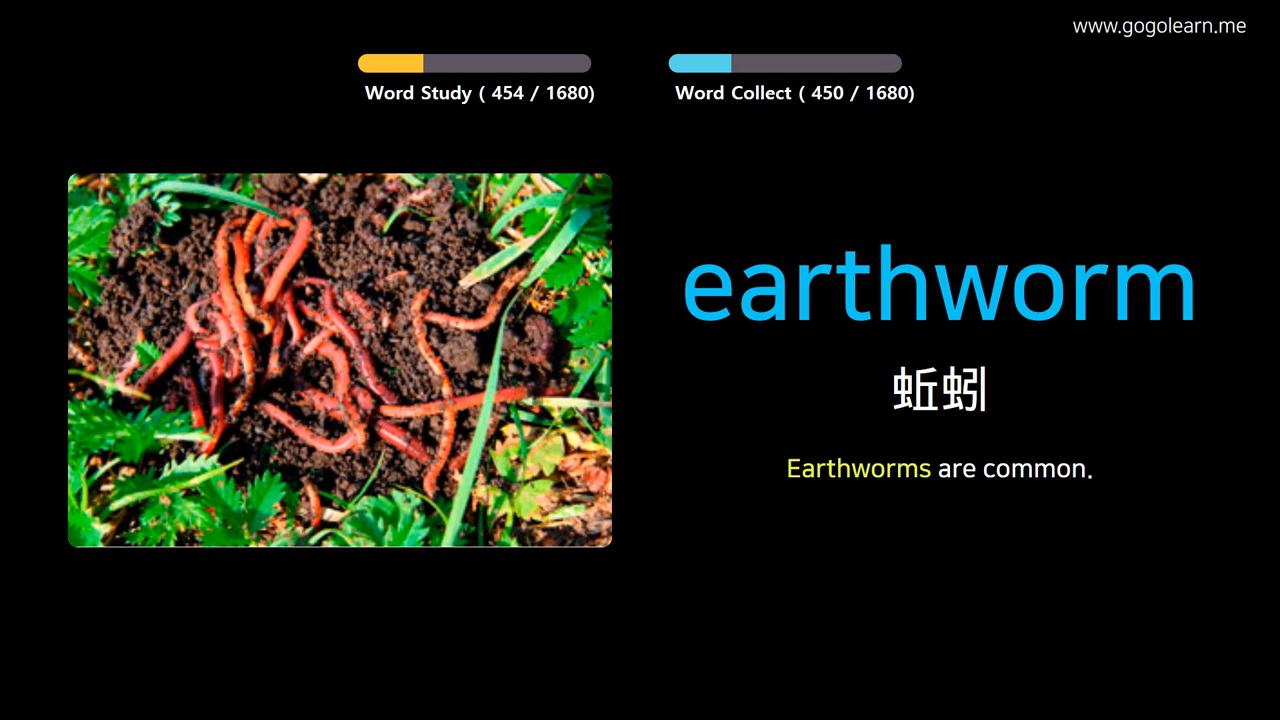 www.gogolearn.me
Word Study ( 454 / 1680)
Word Collect ( 450 / 1680)
earthworm
蚯蚓
Earthworms are common.